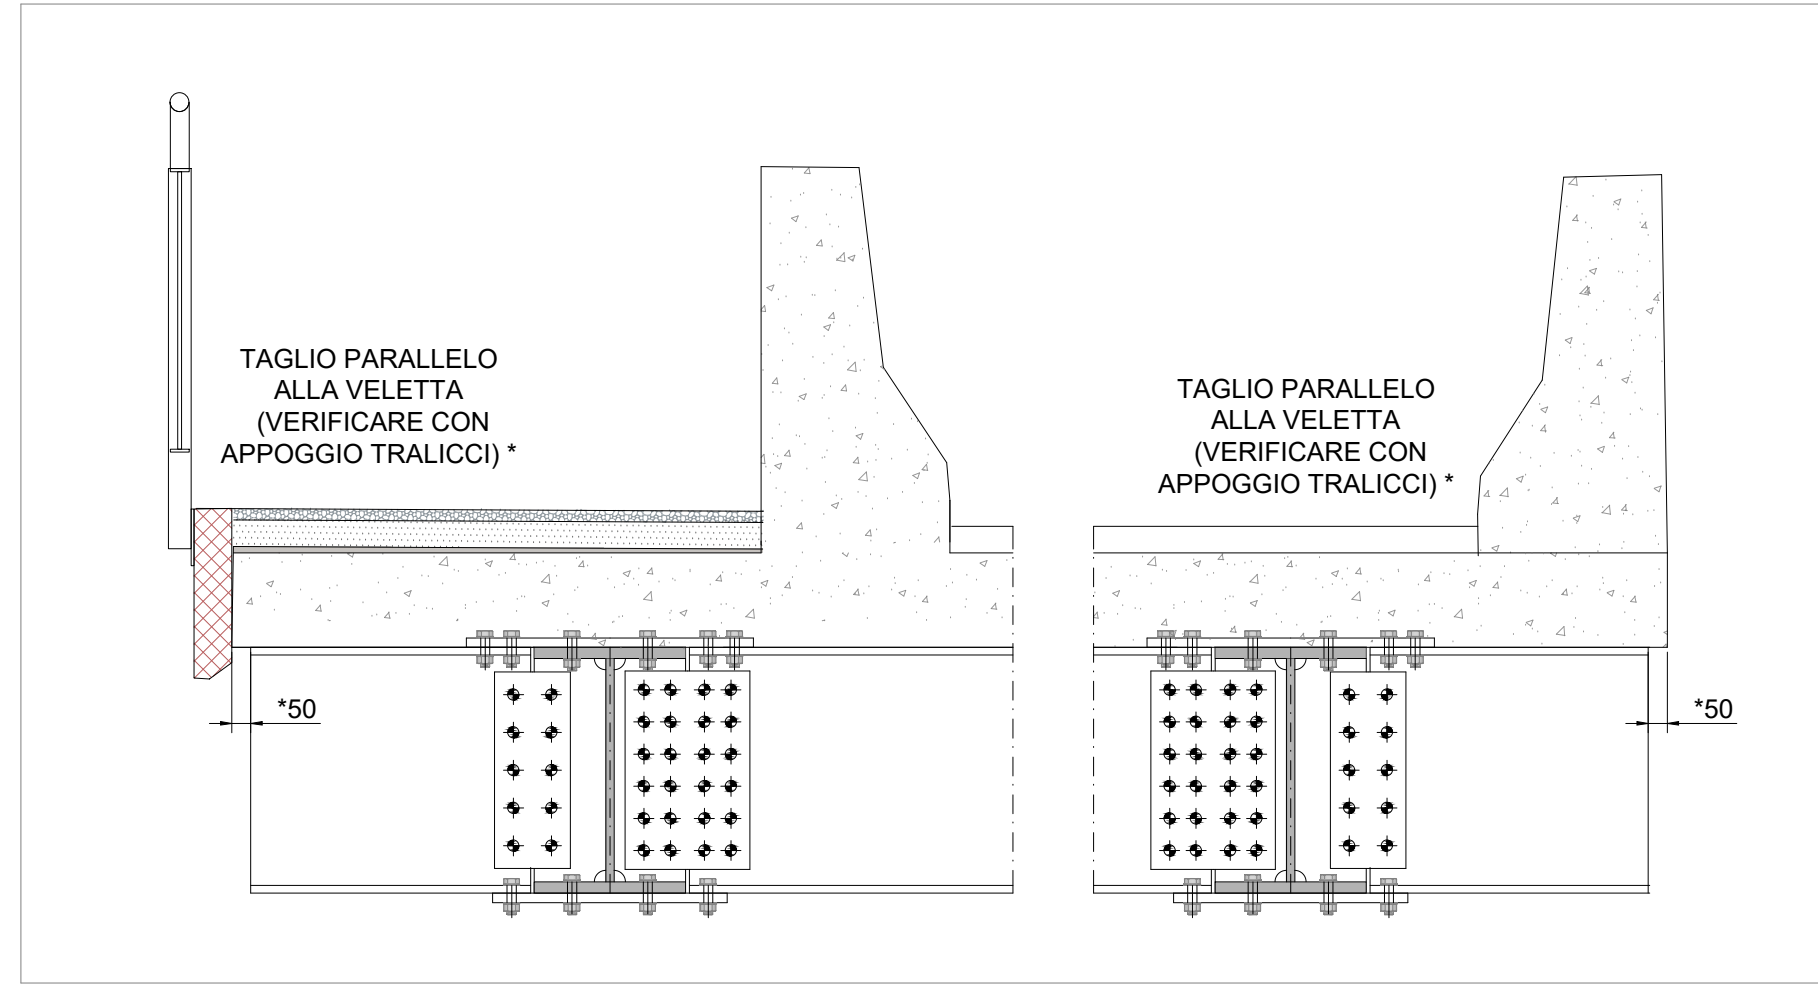 TAGLIO PARALLELO
ALLA VELETTA
(VERIFICARE CON
APPOGGIO TRALICCI) *
TAGLIO PARALLELO
ALLA VELETTA
(VERIFICARE CON
APPOGGIO TRALICCI) *
*50
*50